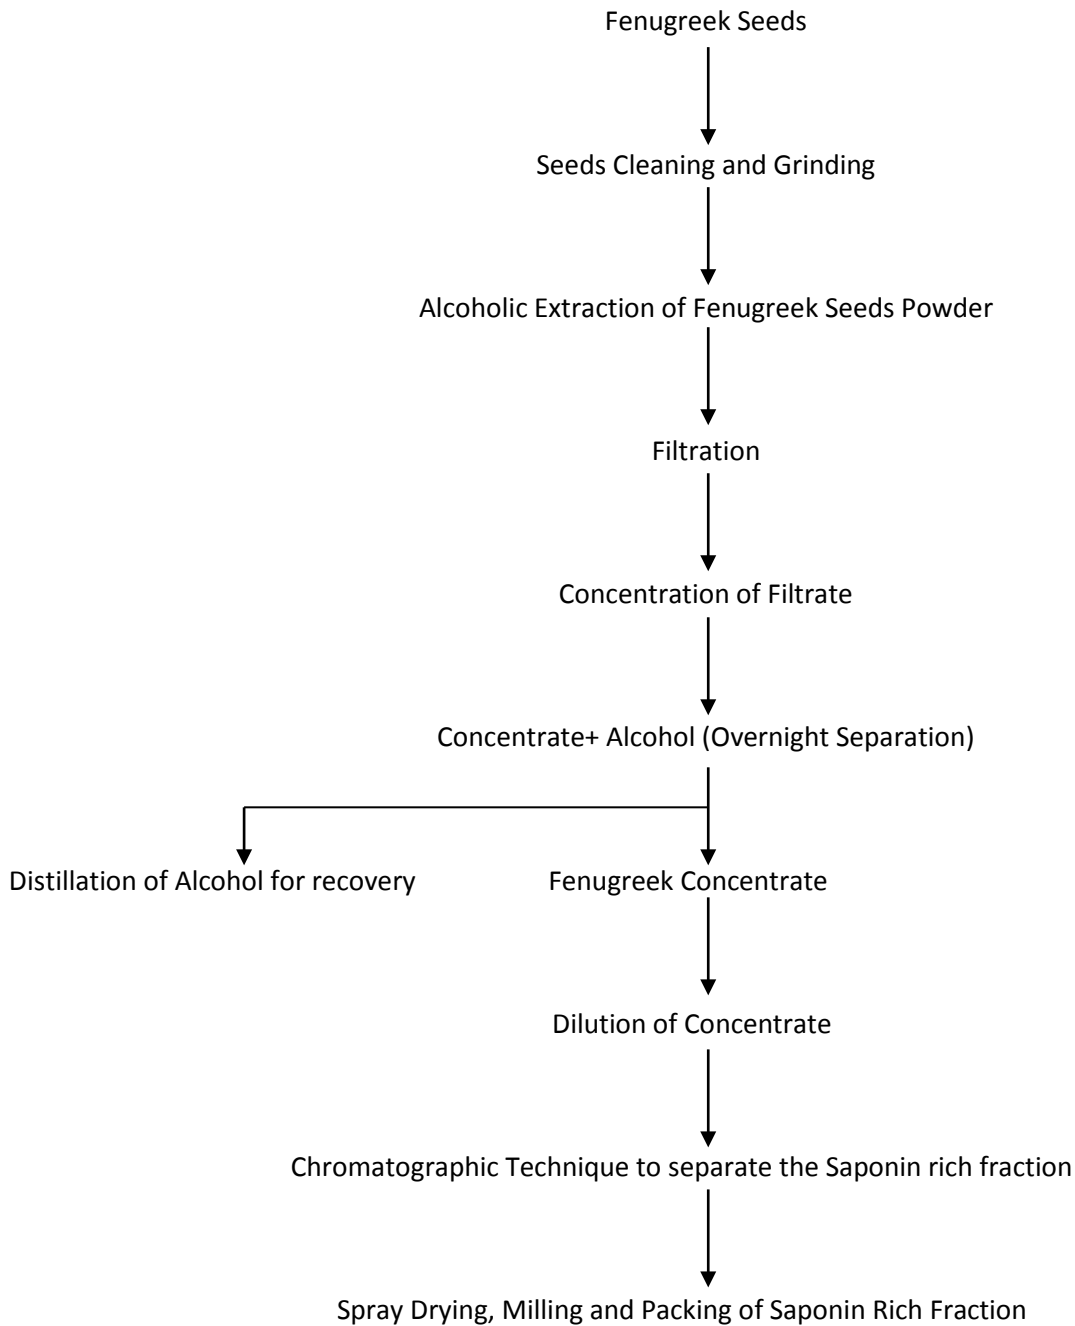 Fenugreek Seeds
Seeds Cleaning and Grinding
Alcoholic Extraction of Fenugreek Seeds Powder
Filtration
Concentration of Filtrate
Concentrate+ Alcohol (Overnight Separation)
Distillation of Alcohol for recovery
Fenugreek Concentrate
Dilution of Concentrate
Chromatographic Technique to separate the Saponin rich fraction
Spray Drying, Milling and Packing of Saponin Rich Fraction